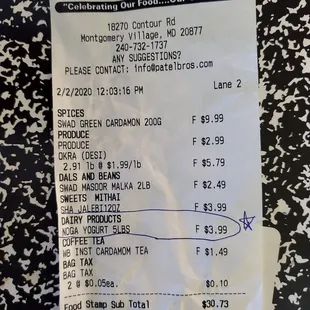 "Celebrating Our Food....Our
18270 Contour Rd
Montgomery Village, MD 20877
240-732-1737
ANY SUGGESTIONS?
PLEASE CONTACT: info@patelbros.com
2/2/2020 12:03:16 PM Lane 2
SPICES
SWAD GREEN CARDAMON 200G F $9.99
PRODUCE
PRODUCE F $2.99
OKRA (DESI)
2.91 lb @ $1.99/lb F $5.79
DALS AND BEANS
SWAD MASOOR MALKA 2LB F $2.49
SWEETS MITHAI
SHA JALEBI12OZ F $3.99
DAIRY PRODUCTS
NOGA YOGURT 5LBS F $3.99
COFFEE TEA
WB INST CARDAMOM TEA F $1.49
BAG TAX
BAG TAX
2 @ $0.05ea. $0.10
Food Stamp Sub Total $30.73